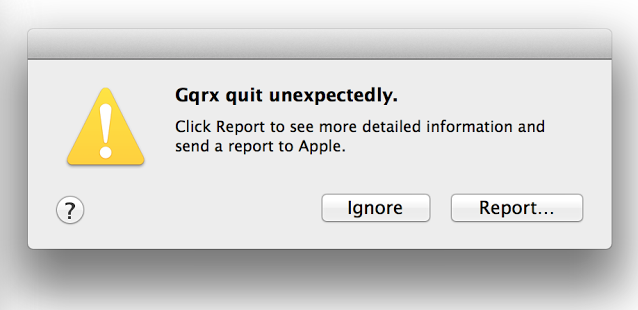 Gqrx quit unexpectedly.
Click Report to see more detailed information and
send a report to Apple.
?
Ignore
Report...